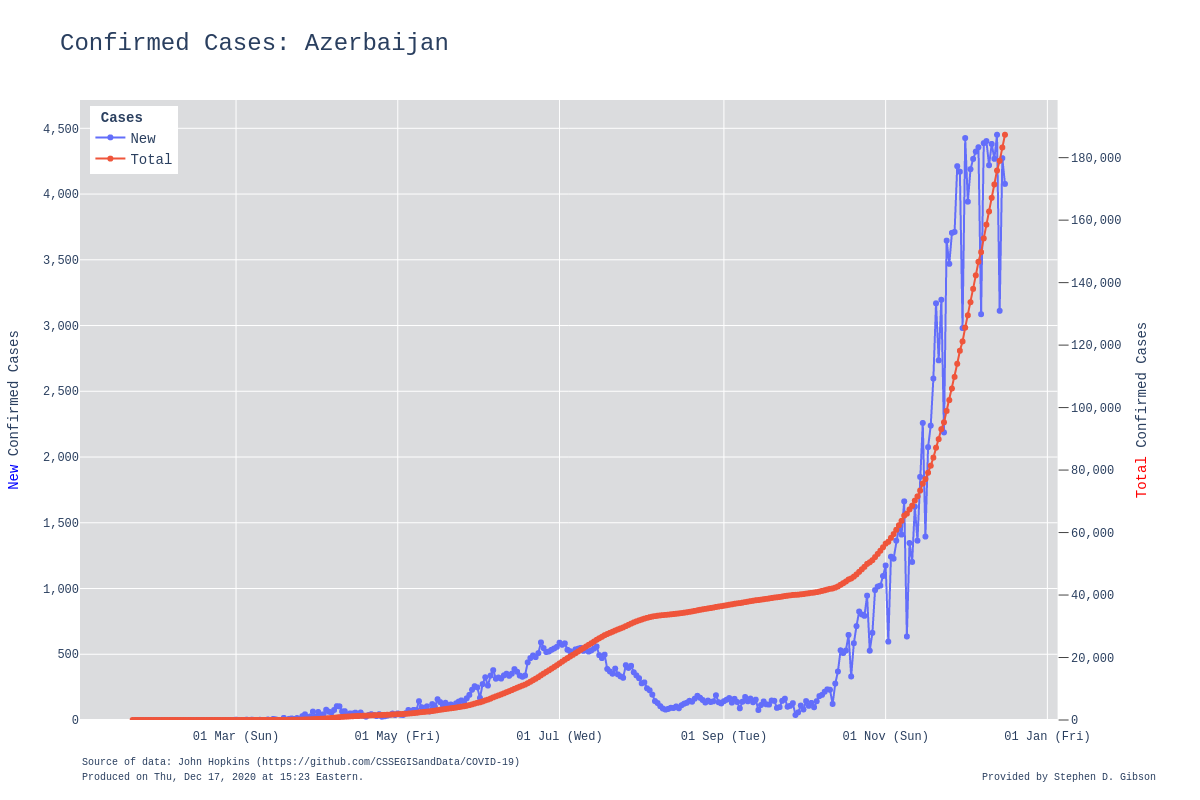 Confirmed Cases: Azerbaijan
Cases
New
Total
4,500
4,000
3,500
3,000
2,500
2,000
1,500
1,000
500
0
180,000
160,000
140,000
120,000
100,000
80,000
60,000
40,000
20,000
0
New Confirmed Cases
Total Confirmed Cases
01 Mar (Sun)
01 May (Fri)
01 Jul (Wed)
01 Sep (Tue)
01 Nov (Sun)
01 Jan (Fri)
Source of data: John Hopkins (https://github.com/CSSEGISandData/COVID-19)
Produced on Thu, Dec 17, 2020 at 15:23 Eastern.
Provided by Stephen D. Gibson